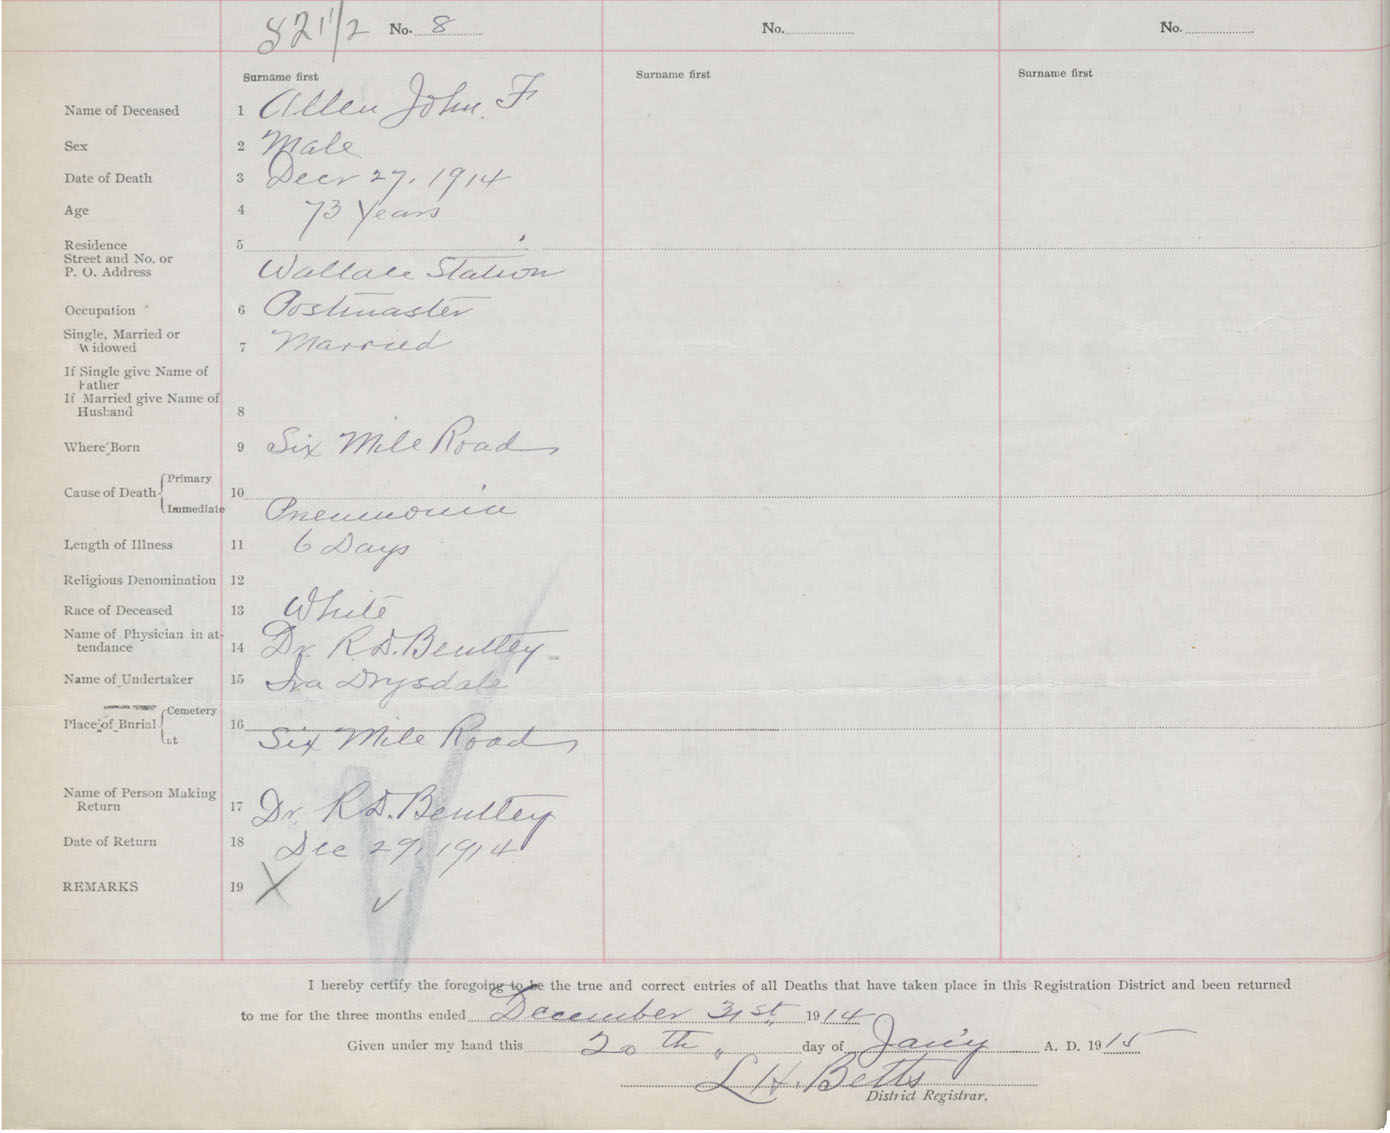 821 1/2 No. 8 No. No.
Surname first Surname first Surname first
Name of Deceased 1 Allen John. F
Sex 2 Male
Date of Death 3 Decr 27, 1914
Age 4 73 Years
Residence 5
Street and No. or
P. O. Address Wallace Station
Occupation 6 Postmaster
Single, Married or
Widowed 7 Married
If Single give Name of
Father
If Married give Name of
Husband 8
Where Born 9 Six Mile Road
Primary
Cause of Death 10
Immediate Pneumonia
Length of Illness 11 6 Days
Religious Denomination 12
Race of Deceased 13 White
Name of Physician in at-
tendance 14 Dr. R.D. Bentley
Name of Undertaker 15 Ira Drysdale
Cemetery
Place of Burial 16
at Six Mile Road
Name of Person Making
Return 17 Dr. R.D. Bentley
Date of Return 18 Dec 29, 1914
REMARKS 19 X ✓
I hereby certify the foregoing to be the true and correct entries of all Deaths that have taken place in this Registration District and been returned
to me for the three months ended December 31st, 1914
Given under my hand this 20th day of Jan'y A. D. 1915
L H. Betts
District Registrar.